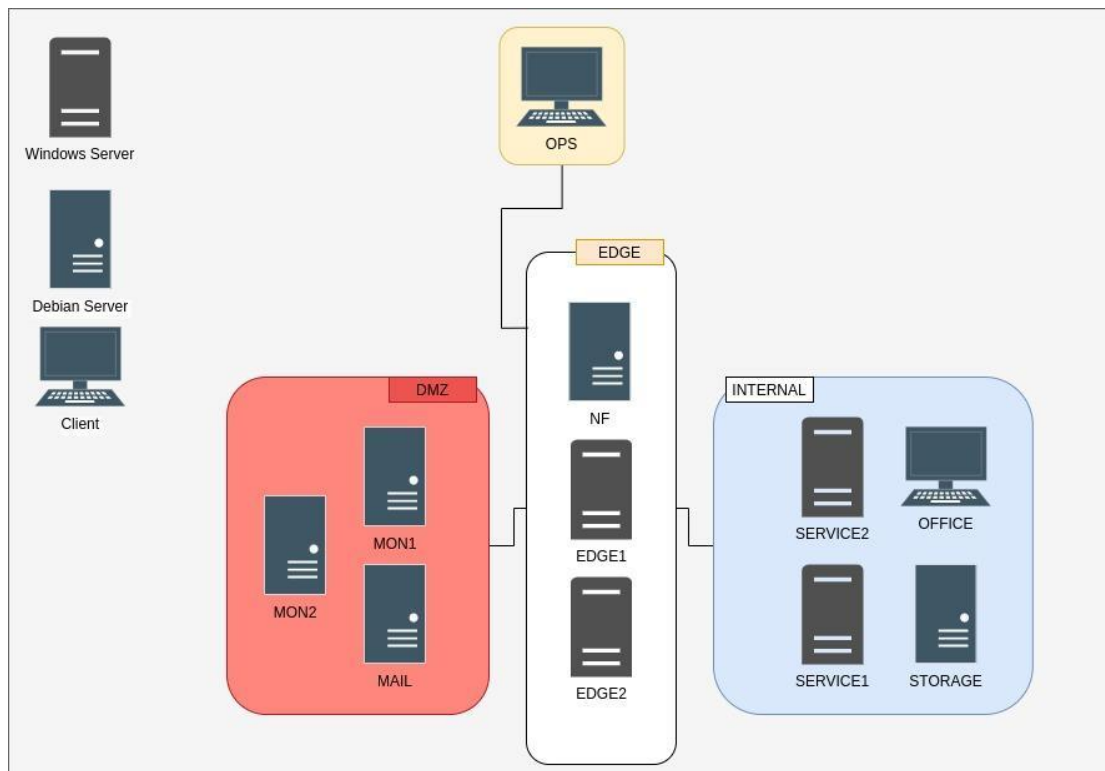 Windows Server
Debian Server
Client
OPS
EDGE
NF
EDGE1
EDGE2
DMZ
MON1
MON2
MAIL
INTERNAL
SERVICE2
OFFICE
SERVICE1
STORAGE